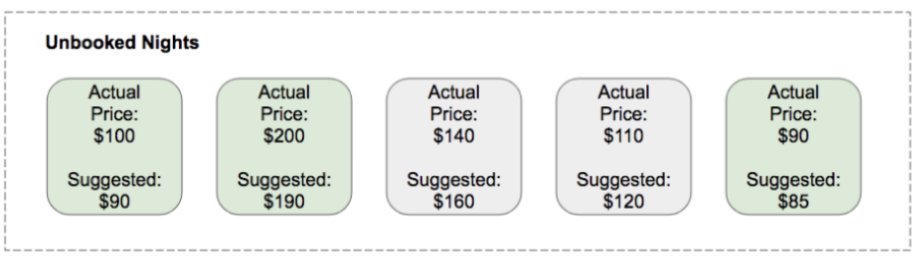 Unbooked Nights
Actual
Price:
$100
Suggested:
$90
Actual
Price:
$200
Suggested:
$190
Actual
Price:
$140
Suggested:
$160
Actual
Price:
$110
Suggested:
$120
Actual
Price:
$90
Suggested:
$85